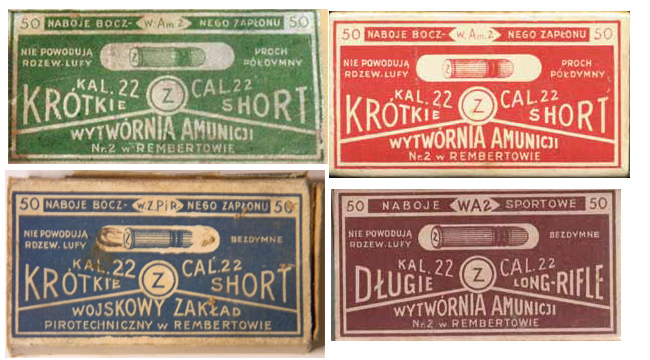 50 NABOJE BOCZ- W.Am.2 NEGO ZAPŁONU 50
NIE POWODUJĄ
RDZEW. LUFY
PROCH
PÓŁDYMNY
KAL. 22 CAL. 22
KRÓTKIE Z SHORT
WYTWÓRNIA AMUNICJI
Nr. 2 W REMBERTOWIE
50 NABOJE BOCZ- W.Am.2 NEGO ZAPŁONU 50
NIE POWODUJĄ
RDZEW. LUFY
PROCH
PÓŁDYMNY
KAL. 22 CAL. 22
KRÓTKIE Z SHORT
WYTWÓRNIA AMUNICJI
Nr. 2 W REMBERTOWIE
50 NABOJE BOCZ- W.Z.PiR NEGO ZAPŁONU 50
NIE POWODUJĄ
RDZEW. LUFY
BEZDYMNE
KAL. 22 CAL. 22
KRÓTKIE Z SHORT
WOJSKOWY ZAKŁAD
PIROTECHNICZNY W REMBERTOWIE
50 NABOJE WA2 SPORTOWE 50
NIE POWODUJĄ
RDZEW. LUFY
BEZDYMNE
KAL. 22 CAL. 22
DŁUGIE Z LONG-RIFLE
WYTWÓRNIA AMUNICJI
Nr. 2 W REMBERTOWIE